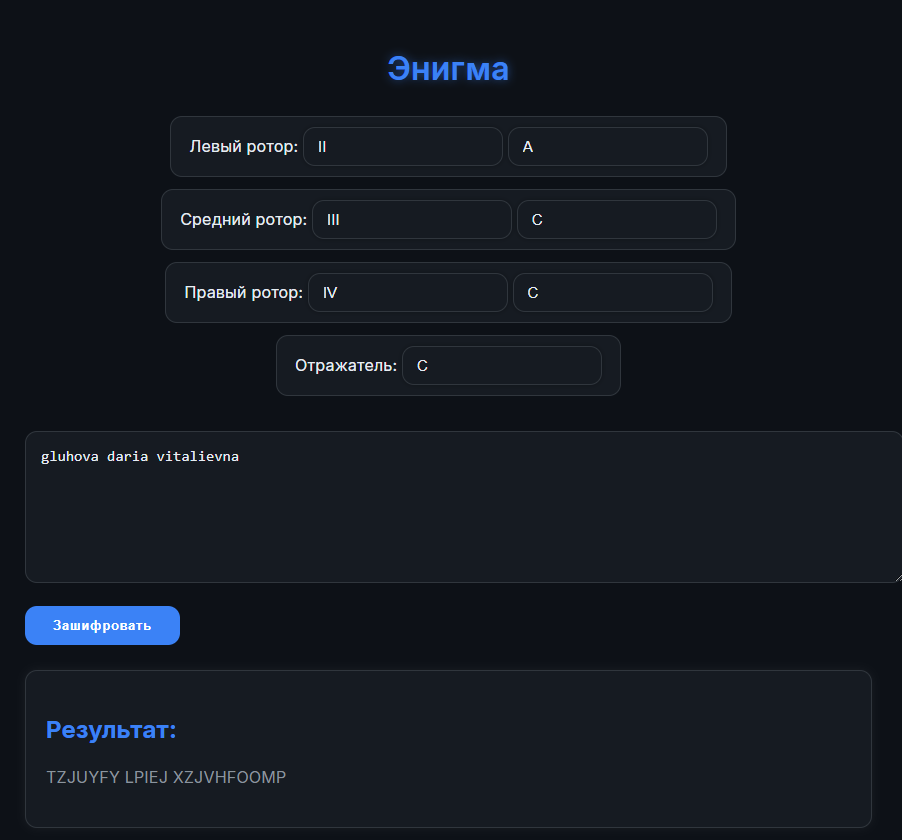 Энигма
Левый ротор: II A
Средний ротор: III C
Правый ротор: IV C
Отражатель: C
gluhova daria vitalievna
Зашифровать
Результат:
TZJUYFY LPIEJ XZJVHFOOMP